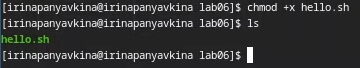 [irinapanyavkina@irinapanyavkina lab06]$ chmod +x hello.sh
[irinapanyavkina@irinapanyavkina lab06]$ ls
hello.sh
[irinapanyavkina@irinapanyavkina lab06]$